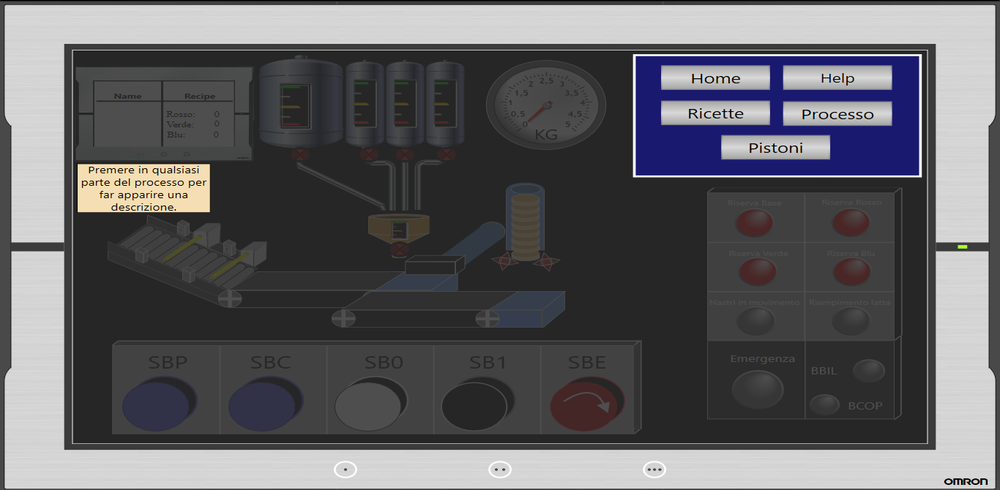 Name Recipe
Rosso: 0
Verde: 0
Blu: 0
Premere in qualsiasi
parte del processo per
far apparire una
descrizione.
0 0,5 1 1,5 2 2,5 3 3,5 4 4,5 5
KG
Home Help
Ricette Processo
Pistoni
Riserva Base Riserva Rosso
Riserva Verde Riserva Blu
Nastri in movimento Riempimento latta
Emergenza
BBIL
BCOP
SBP SBC SB0 SB1 SBE
OMRON